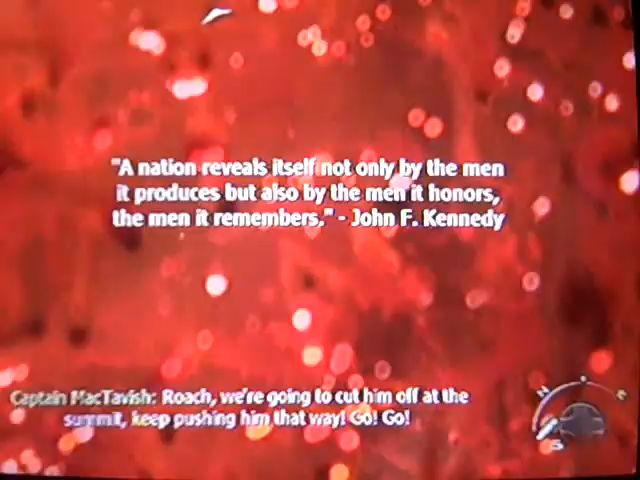 "A nation reveals itself not only by the men
it produces but also by the men it honors,
the men it remembers." - John F. Kennedy
Captain MacTavish: Roach, we're going to cut him off at the
summit, keep pushing him that way! Go! Go!
N
E
S